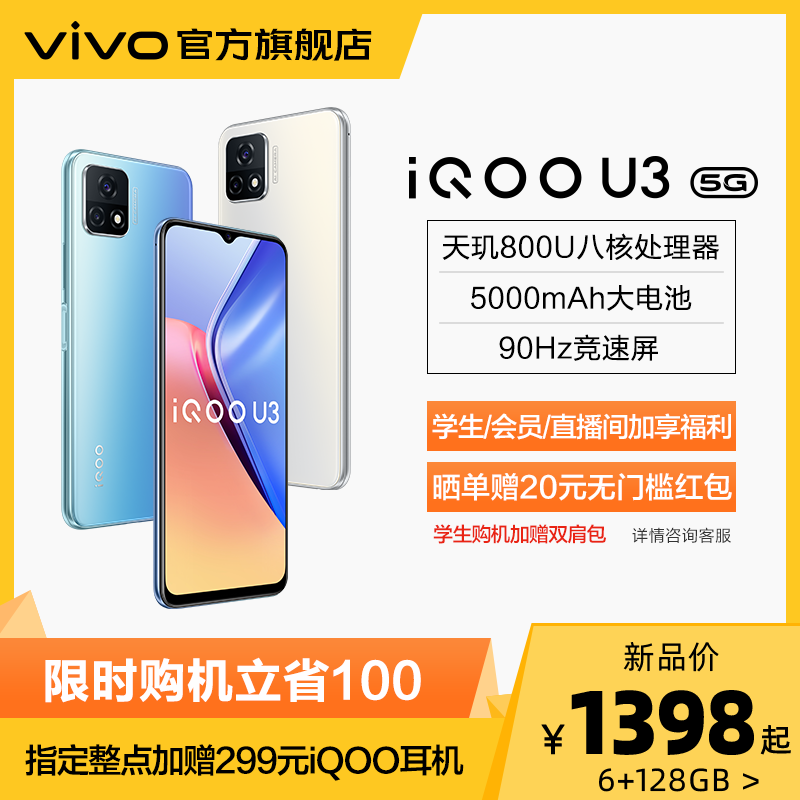 vivo 官方旗舰店
iQOO U3 5G
天玑800U八核处理器
5000mAh大电池
90Hz竞速屏
iQOO U3
iQOO
学生/会员/直播间加享福利
晒单赠20元无门槛红包
学生购机加赠双肩包 详情咨询客服
限时购机立省100
指定整点加赠299元iQOO耳机
新品价
¥1398起
6+128GB >